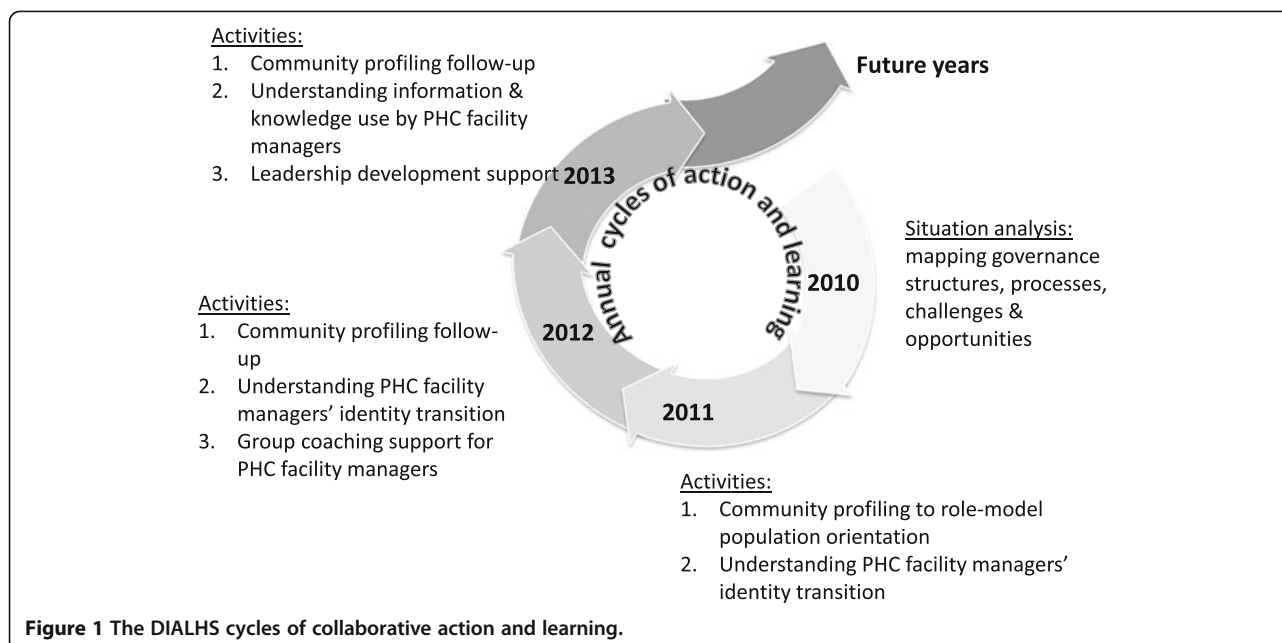 Activities:
1. Community profiling follow-up
2. Understanding information &
knowledge use by PHC facility
managers
3. Leadership development support
2013
Future years
Annual cycles of action and learning
2010
Situation analysis:
mapping governance
structures, processes,
challenges &
opportunities
Activities:
1. Community profiling follow-
up
2. Understanding PHC facility
managers’ identity transition
3. Group coaching support for
PHC facility managers
2012
2011
Activities:
1. Community profiling to role-model
population orientation
2. Understanding PHC facility managers’
identity transition
Figure 1 The DIALHS cycles of collaborative action and learning.